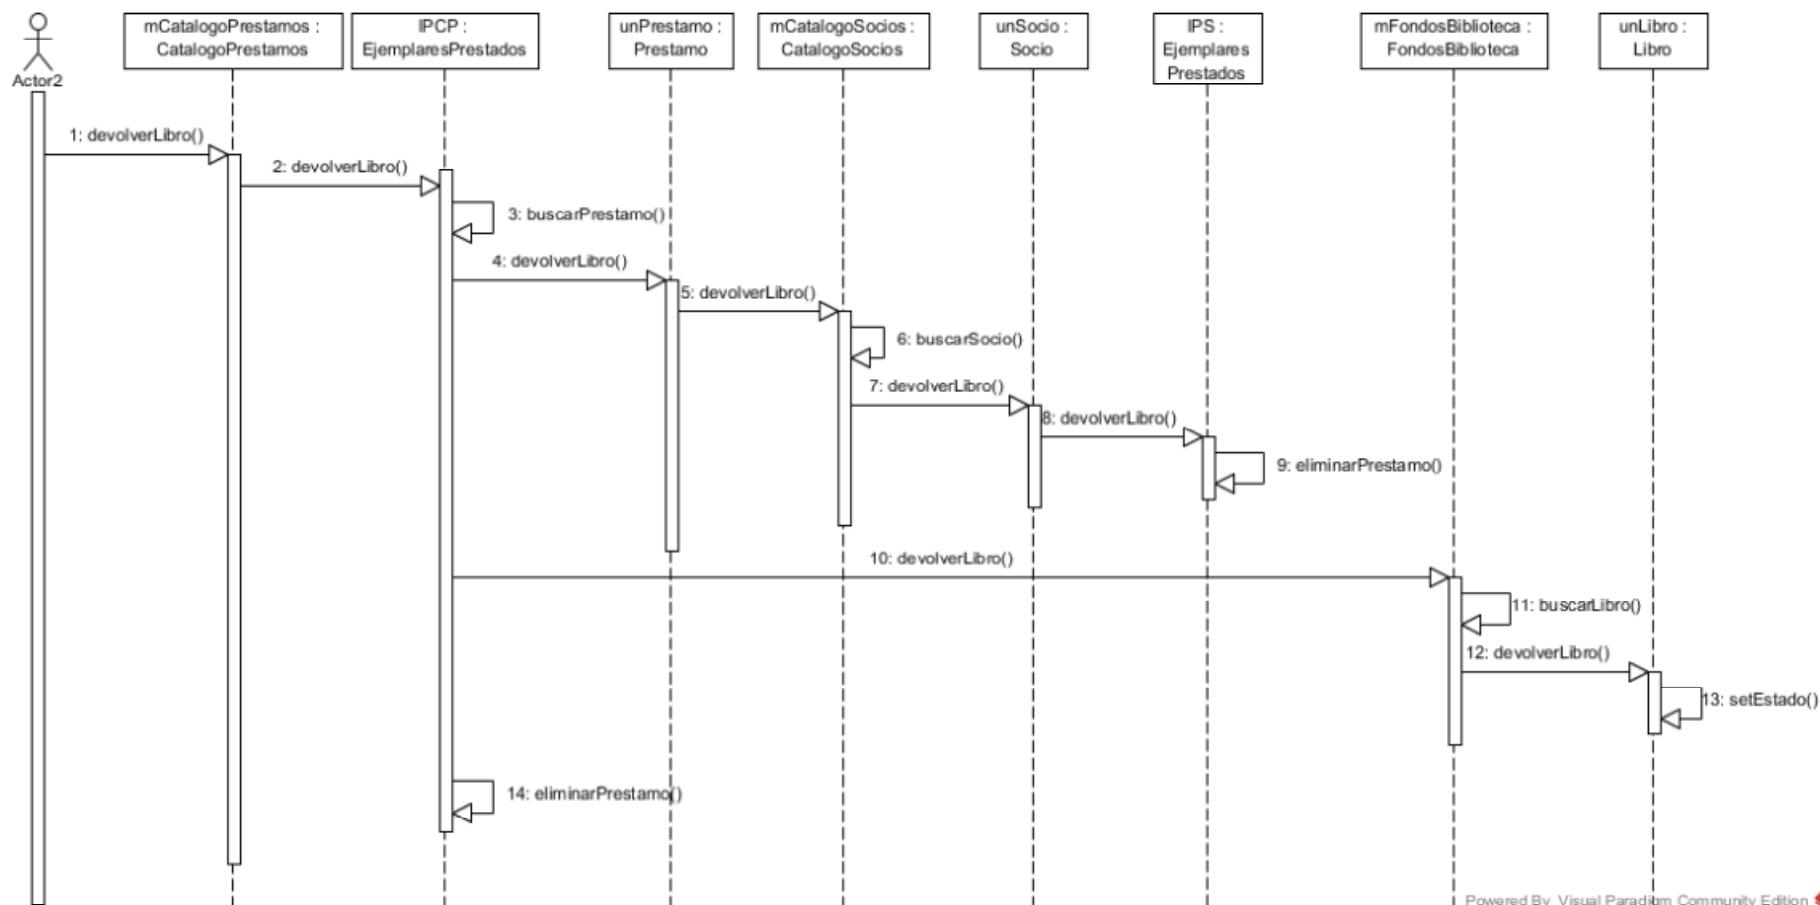 mCatalogoPrestamos :
CatalogoPrestamos
lPCP :
EjemplaresPrestados
unPrestamo :
Prestamo
mCatalogoSocios :
CatalogoSocios
unSocio :
Socio
lPS :
Ejemplares
Prestados
mFondosBiblioteca :
FondosBiblioteca
unLibro :
Libro
Actor2
1: devolverLibro()
2: devolverLibro()
3: buscarPrestamo()
4: devolverLibro()
5: devolverLibro()
6: buscarSocio()
7: devolverLibro()
8: devolverLibro()
9: eliminarPrestamo()
10: devolverLibro()
11: buscarLibro()
12: devolverLibro()
13: setEstado()
14: eliminarPrestamo()
Powered By Visual Paradigm Community Edition